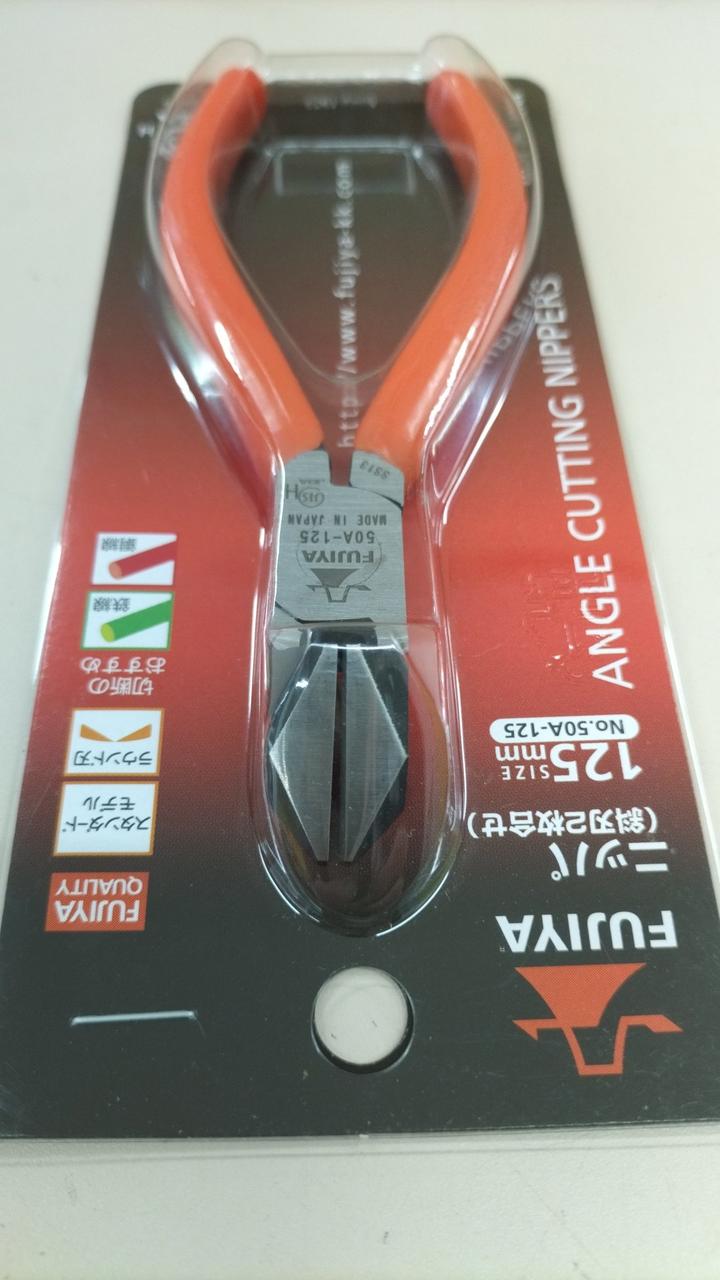 FUJIYA
ニッパ
(斜刃2枚合せ)
SIZE
125mm
No.50A-125
ANGLE CUTTING NIPPERS
FUJIYA
QUALITY
スタンダード
モデル
ラウンド刃
切断の
おすすめ
鉄線
銅線
FUJIYA
50A-125
MADE IN JAPAN
JIS
H
SS13
http://www.fujiya-kk.com